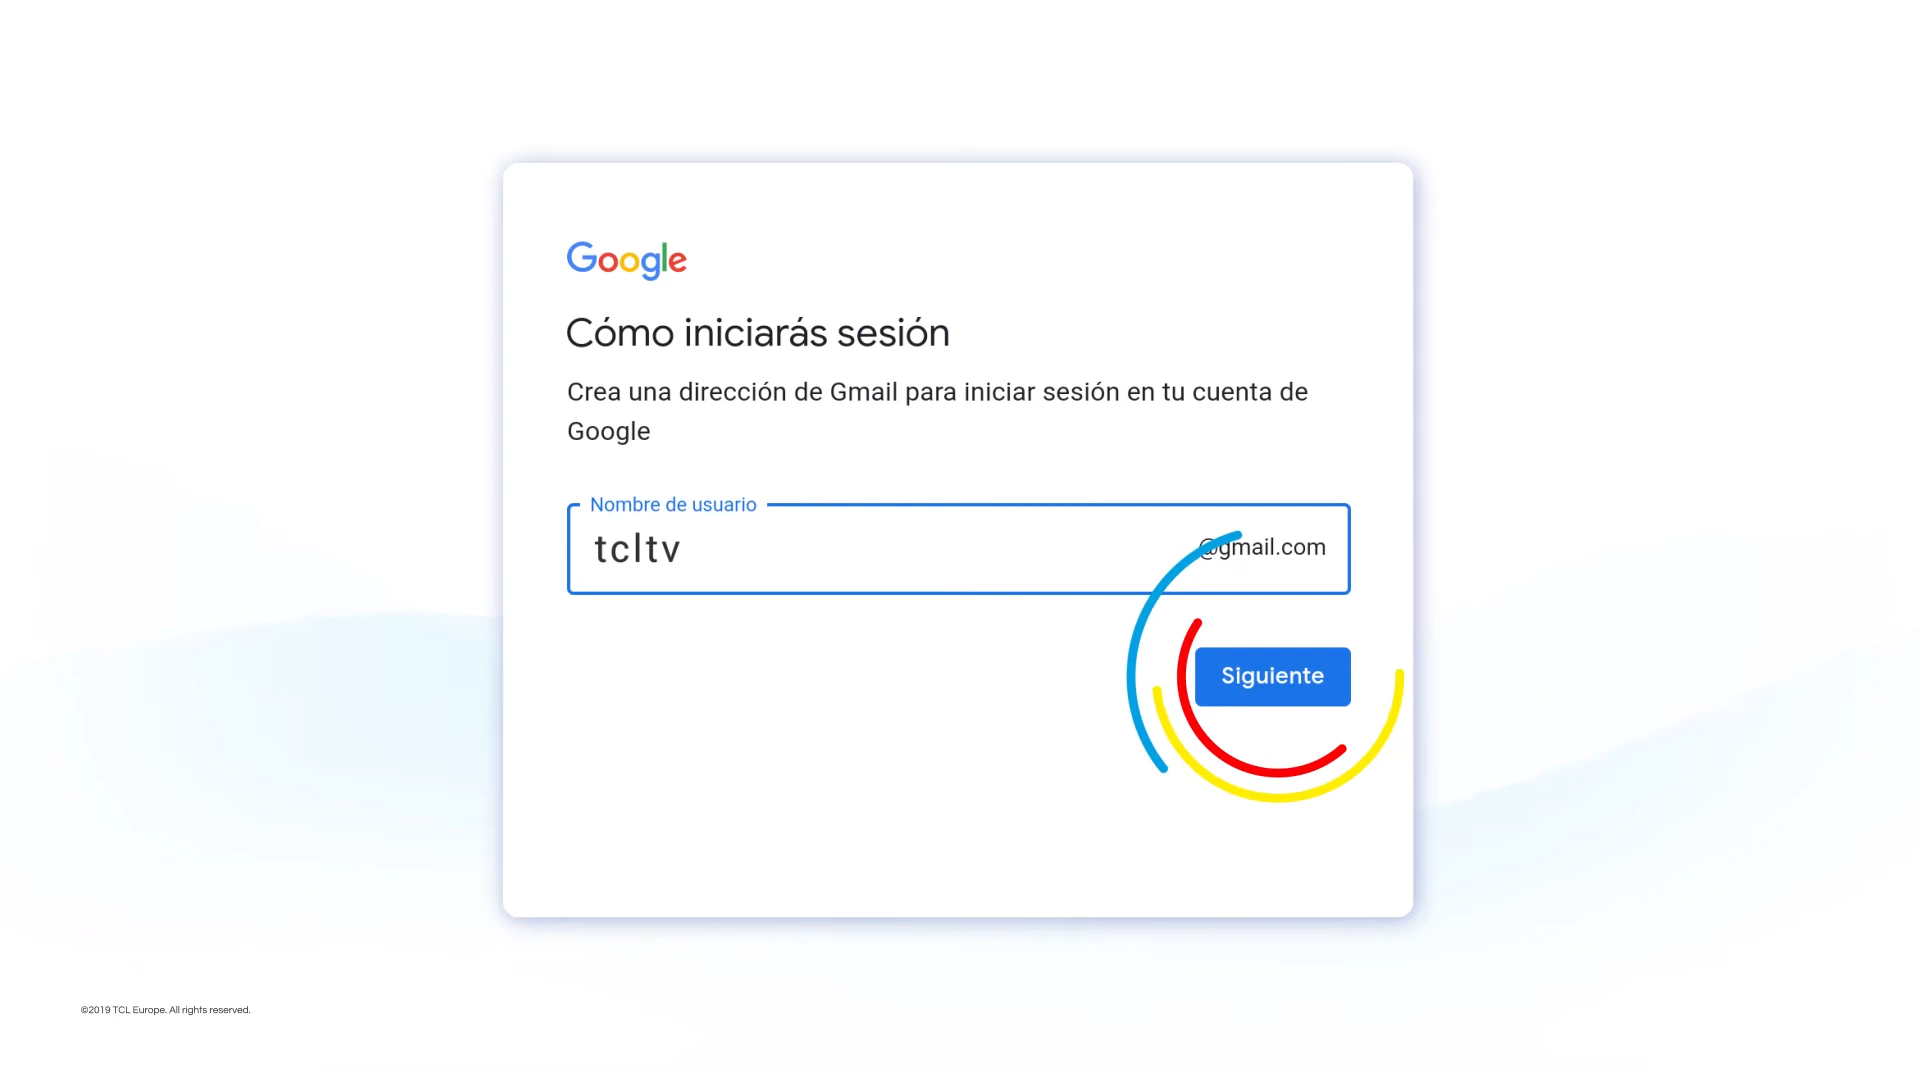 Google
Cómo iniciarás sesión
Crea una dirección de Gmail para iniciar sesión en tu cuenta de
Google
Nombre de usuario
tcltv @gmail.com
Siguiente
©2019 TCL Europe. All rights reserved.